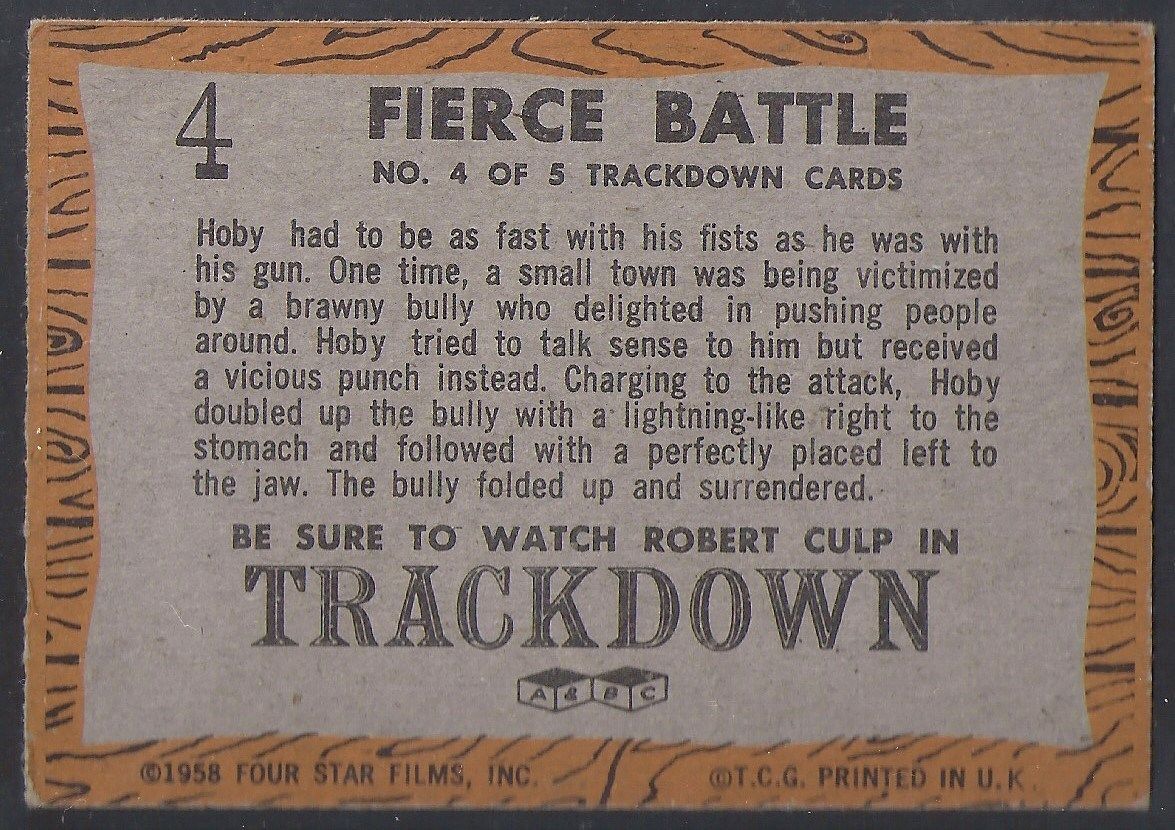 4
FIERCE BATTLE
NO. 4 OF 5 TRACKDOWN CARDS
Hoby had to be as fast with his fists as he was with
his gun. One time, a small town was being victimized
by a brawny bully who delighted in pushing people
around. Hoby tried to talk sense to him but received
a vicious punch instead. Charging to the attack, Hoby
doubled up the bully with a lightning-like right to the
stomach and followed with a perfectly placed left to
the jaw. The bully folded up and surrendered.
BE SURE TO WATCH ROBERT CULP IN
TRACKDOWN
A & B C
©1958 FOUR STAR FILMS, INC.
©T.C.G. PRINTED IN U.K.